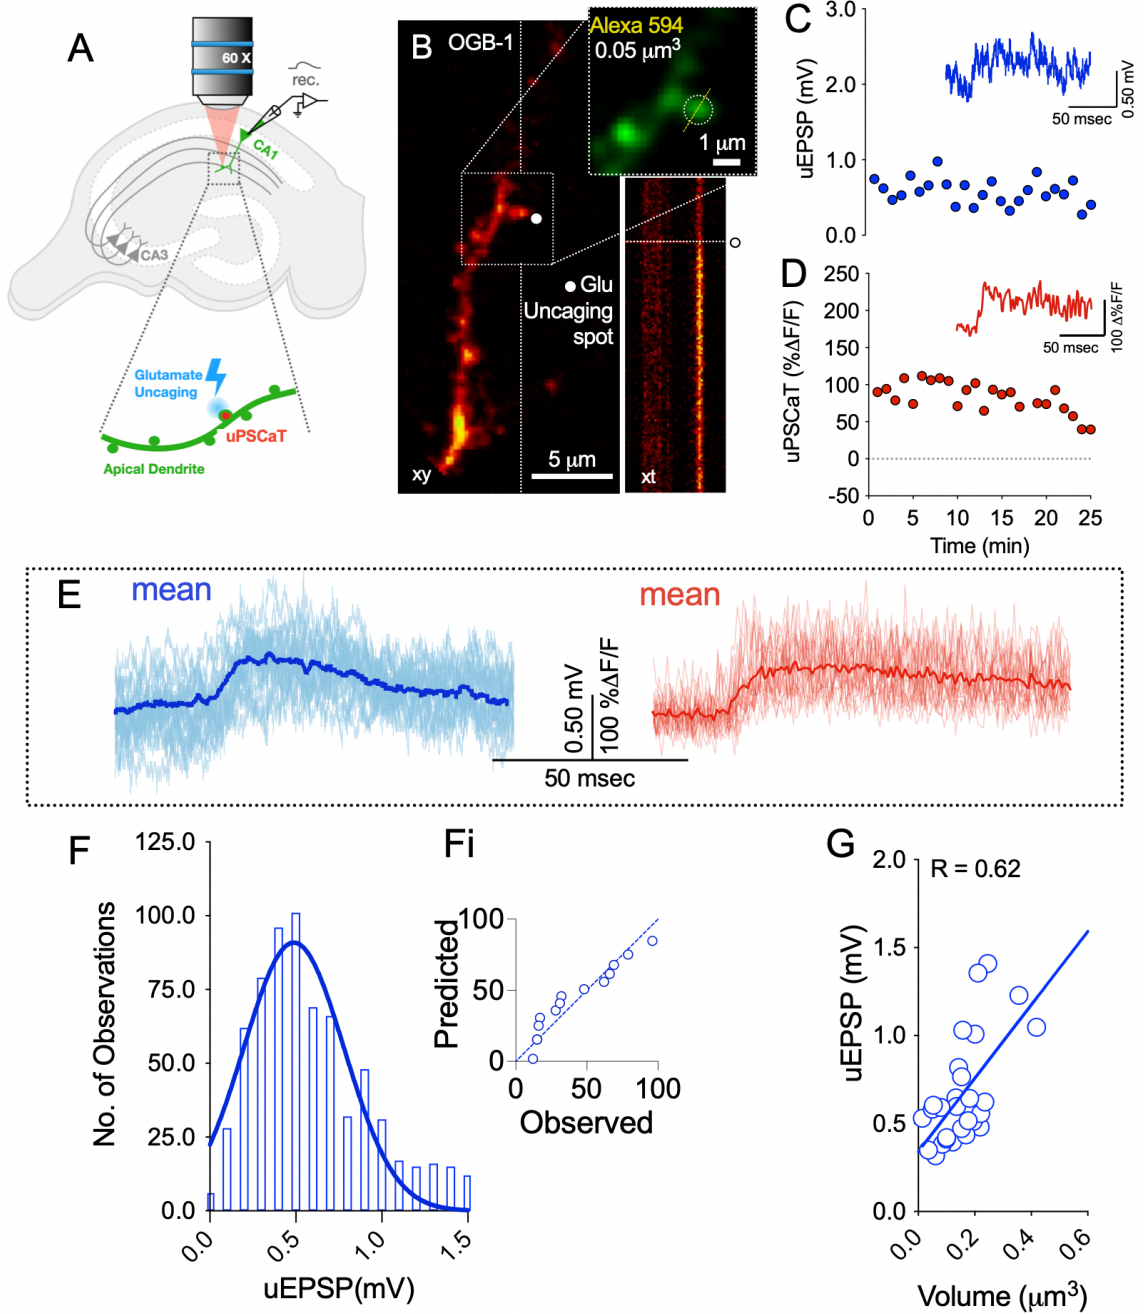 A
60 X
rec.
CA1
CA3
Glutamate
Uncaging
uPSCaT
Apical Dendrite
B
OGB-1
Alexa 594
0.05 μm³
1 μm
Glu
Uncaging
spot
5 μm
xy
xt
C
3.0
2.0
1.0
0.0
uEPSP (mV)
50 msec
0.50 mV
D
250
200
150
100
50
0
-50
uPSCaT (%ΔF/F)
50 msec
100 Δ%F/F
0 5 10 15 20 25
Time (min)
E
mean
mean
0.50 mV
100 %ΔF/F
50 msec
F
125.0
100.0
75.0
50.0
25.0
0.0
No. of Observations
0.0 0.5 1.0 1.5
uEPSP(mV)
Fi
100
50
0
Predicted
0 50 100
Observed
G
R = 0.62
2.0
1.5
1.0
0.5
0.0
uEPSP (mV)
0.0 0.2 0.4 0.6
Volume (μm³)